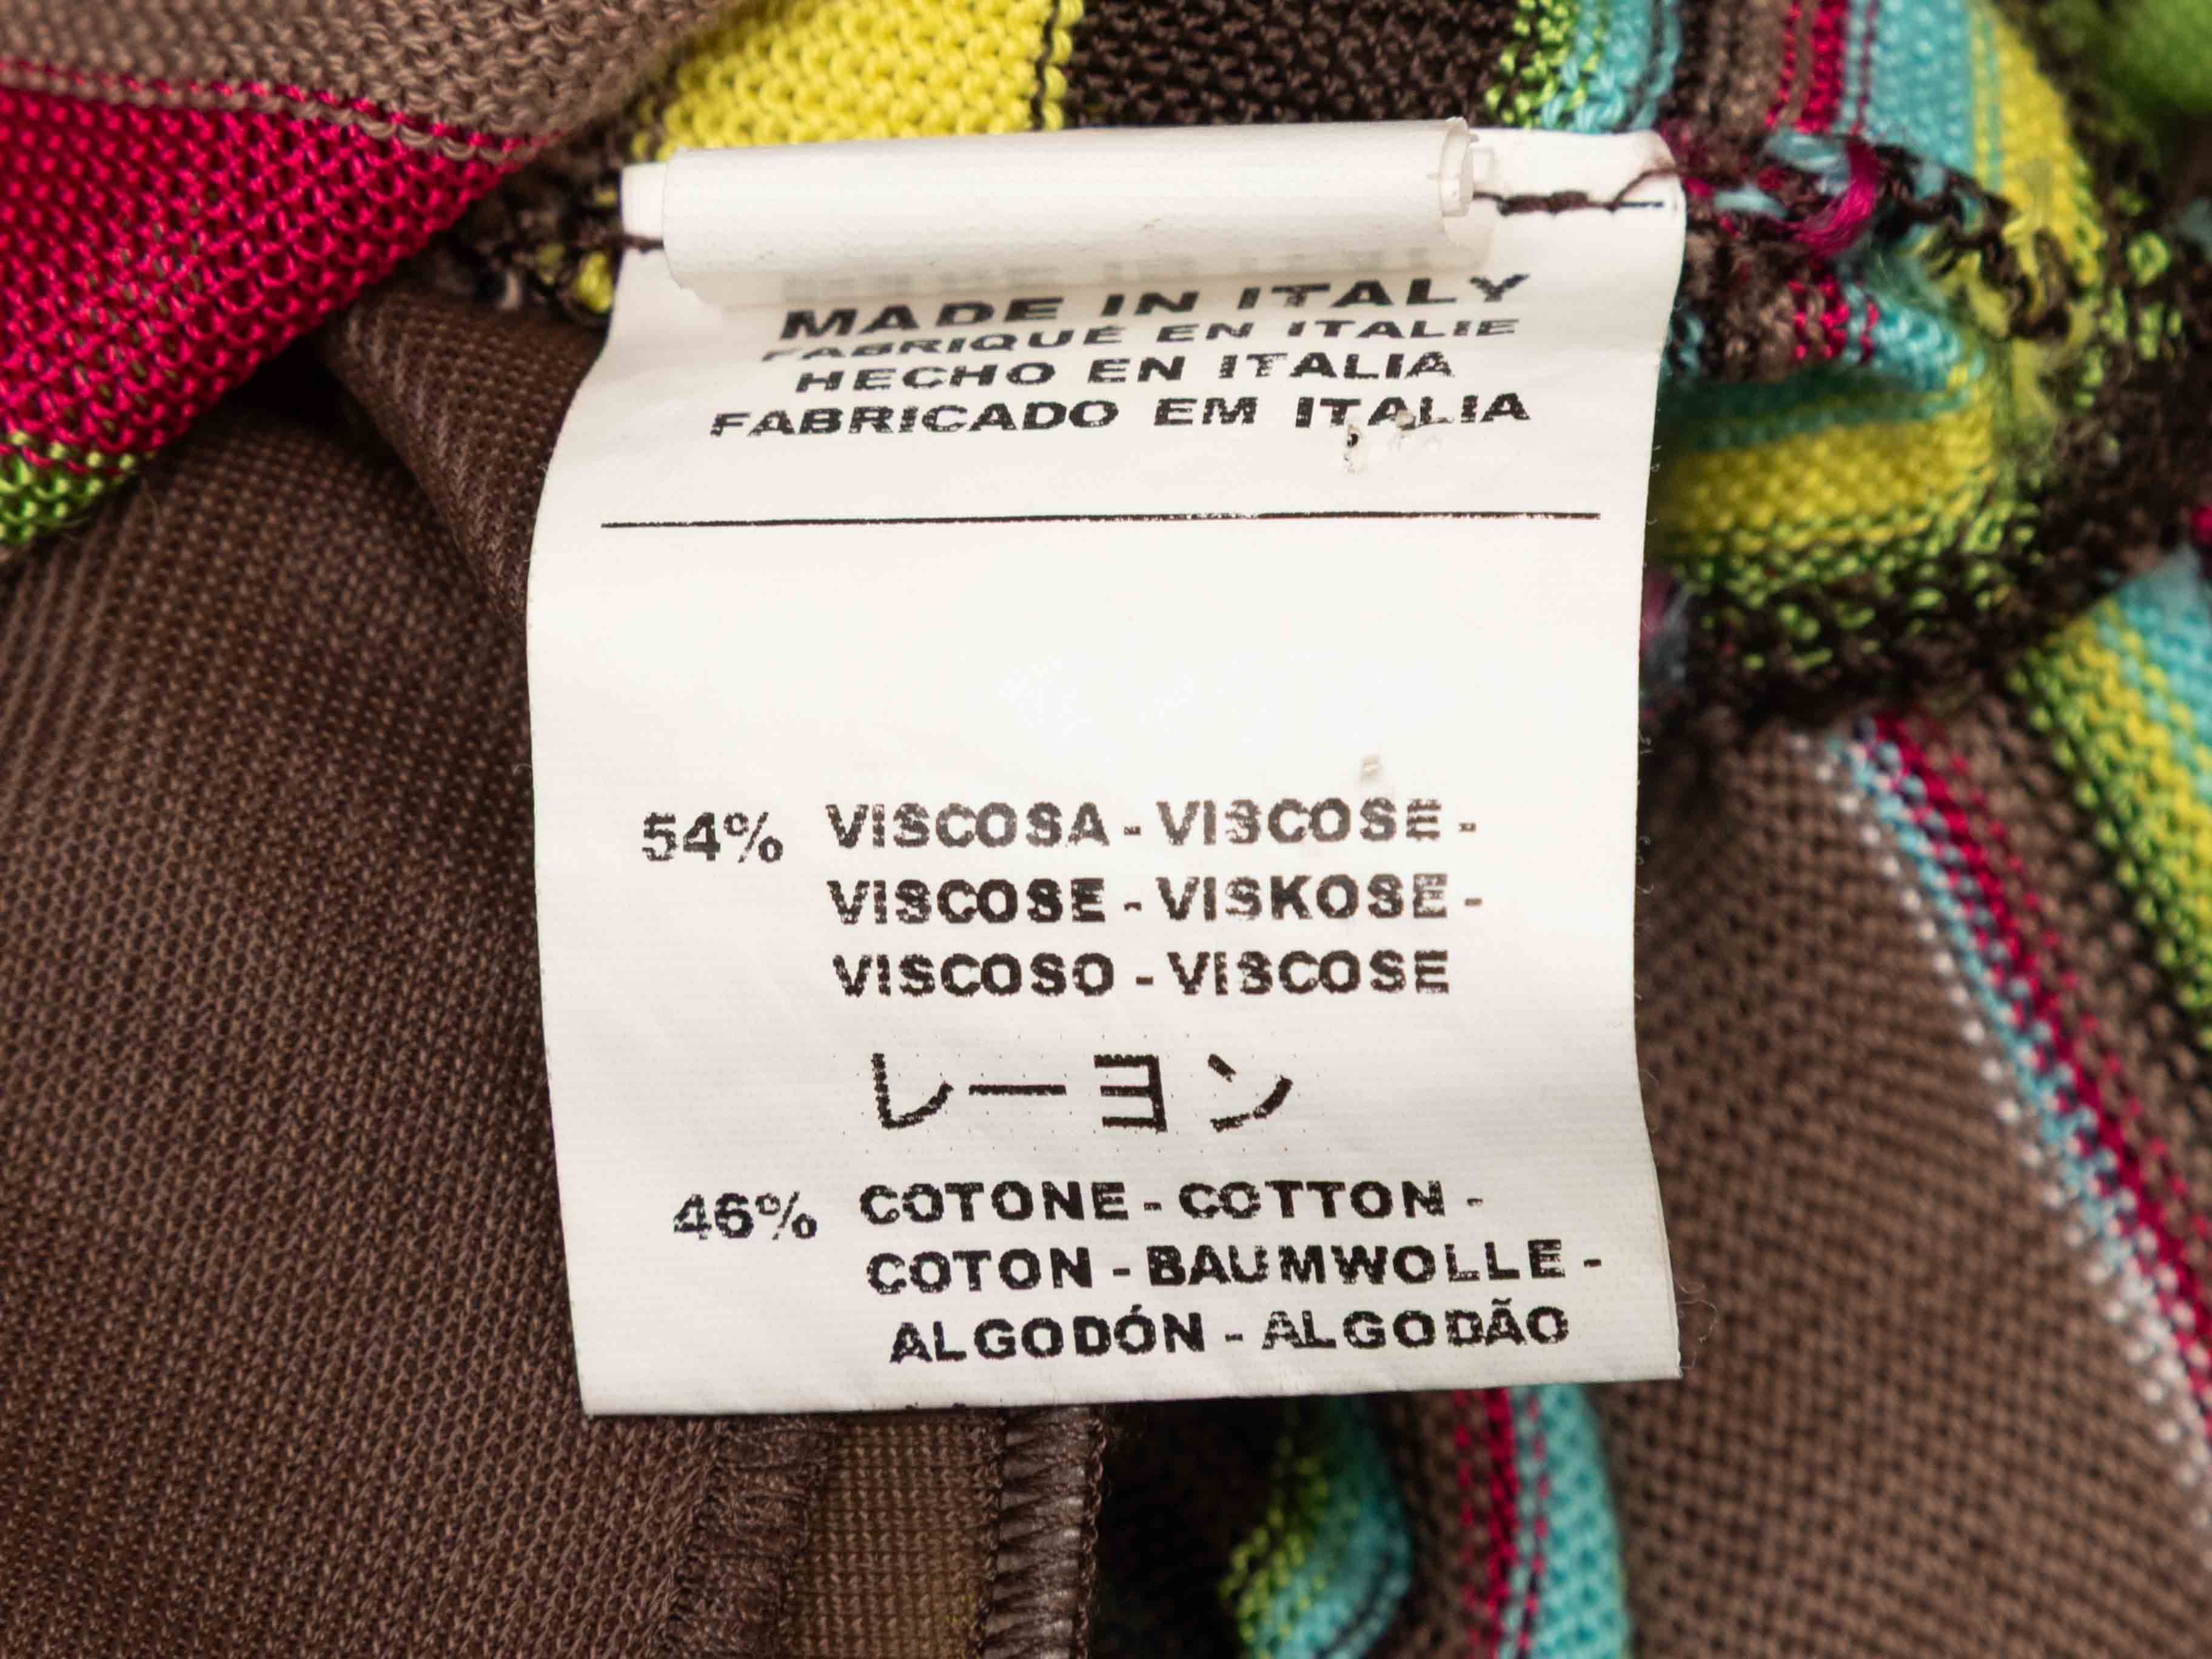 MADE IN ITALY
FABRIQUÉ EN ITALIE
HECHO EN ITALIA
FABRICADO EM ITALIA
54% VISCOSA - VISCOSE -
VISCOSE - VISKOSE -
VISCOSO - VISCOSE
レーヨン
46% COTONE - COTTON -
COTON - BAUMWOLLE -
ALGODÓN - ALGODÃO